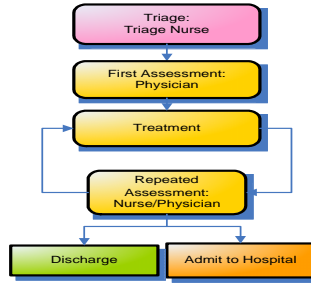 Triage:
Triage Nurse
First Assessment:
Physician
Treatment
Repeated
Assessment:
Nurse/Physician
Discharge
Admit to Hospital